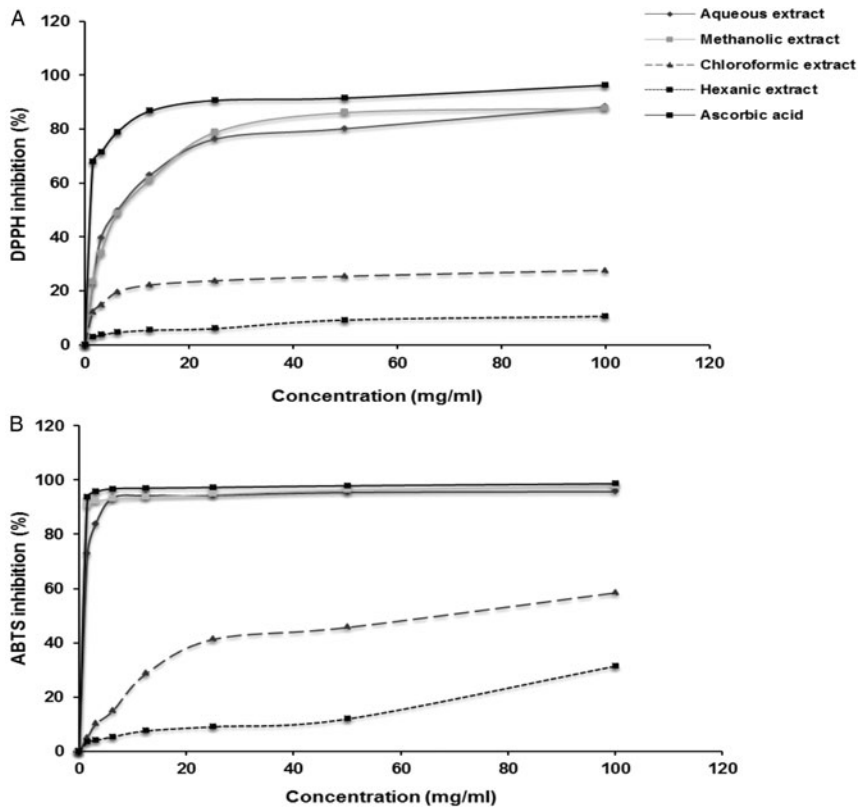 A
120
100
80
60
40
20
0
DPPH inhibition (%)
0 20 40 60 80 100 120
Concentration (mg/ml)
Aqueous extract
Methanolic extract
Chloroformic extract
Hexanic extract
Ascorbic acid
B
120
100
80
60
40
20
0
ABTS inhibition (%)
0 20 40 60 80 100 120
Concentration (mg/ml)